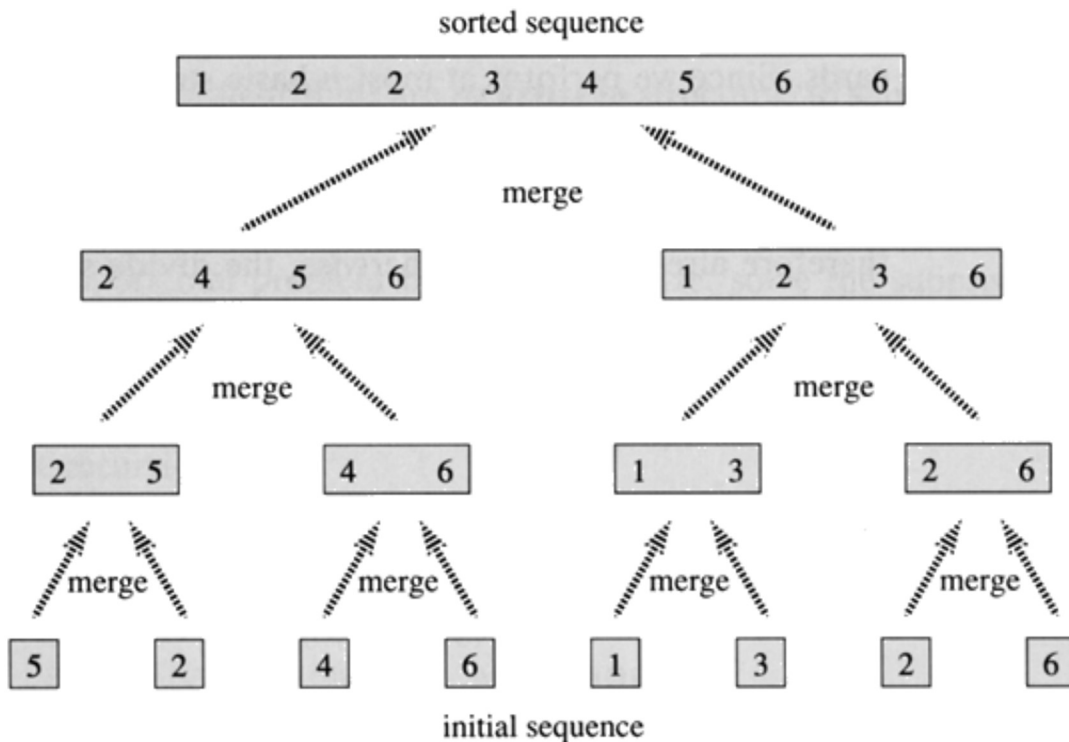 sorted sequence
1 2 2 3 4 5 6 6
merge
2 4 5 6 1 2 3 6
merge merge
2 5 4 6 1 3 2 6
merge merge merge merge
5 2 4 6 1 3 2 6
initial sequence